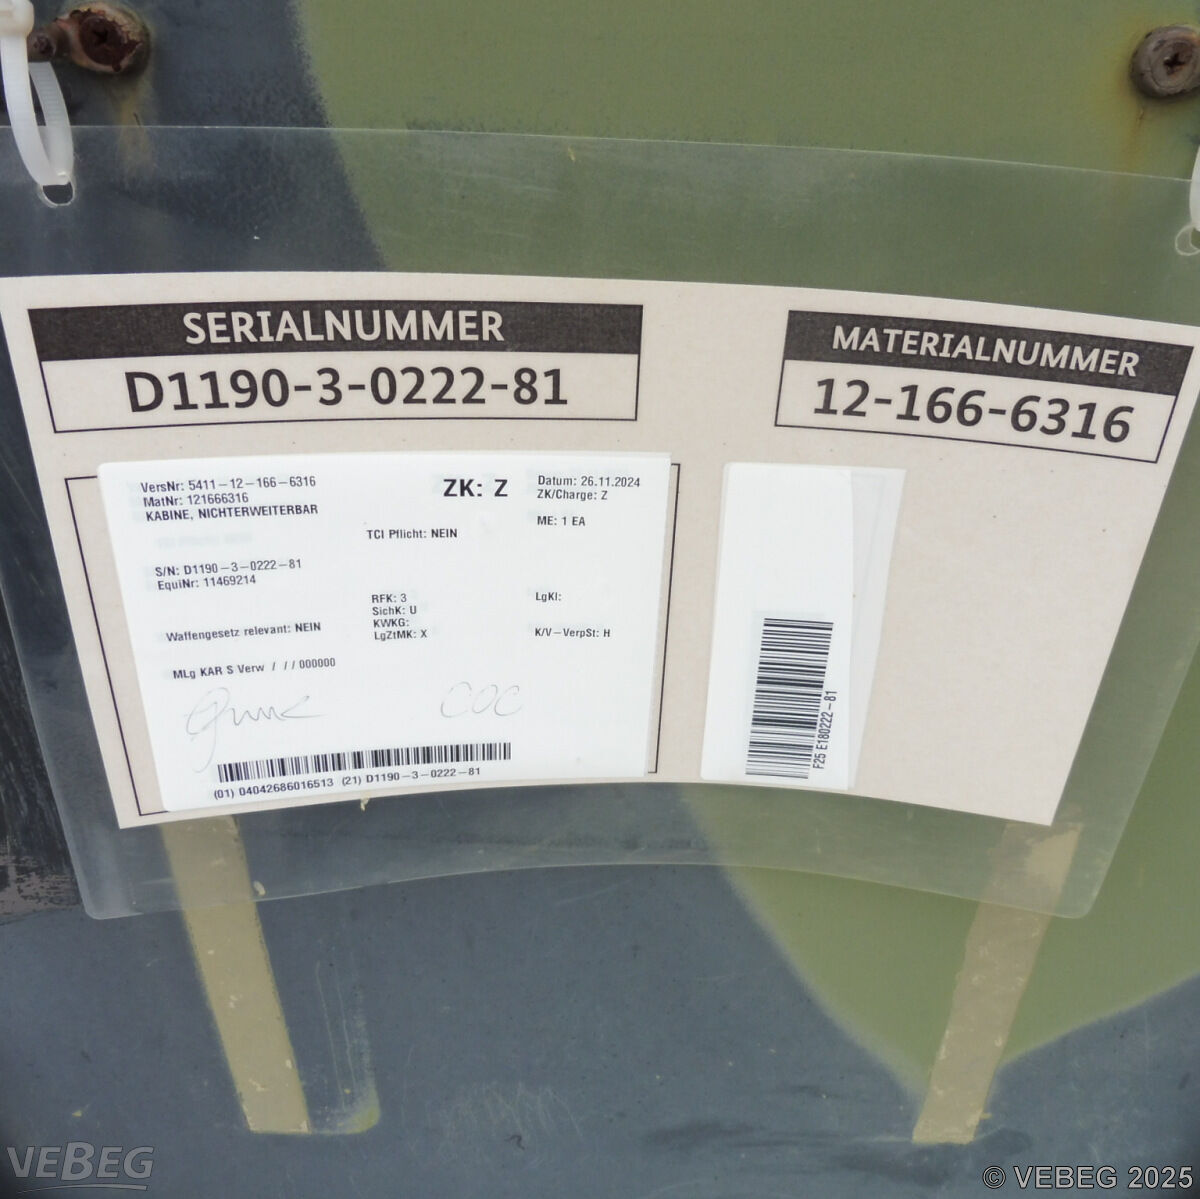 SERIALNUMMER
D1190-3-0222-81
MATERIALNUMMER
12-166-6316
VersNr: 5411-12-166-6316
MatNr: 121666316
KABINE, NICHTERWEITERBAR
ZK: Z
Datum: 26.11.2024
ZK/Charge: Z
TCI Pflicht: NEIN
ME: 1 EA
S/N: D1190-3-0222-81
EquiNr: 11469214
RFK: 3
SichK: U
KWKG:
LgZtMK: X
LgKl:
Waffengesetz relevant: NEIN
K/V-VerpSt: H
MLg KAR S Verw / / / 000000
COC
(01) 04042686016513 (21) D1190-3-0222-81
F25 E180222-81
VEBEG
© VEBEG 2025